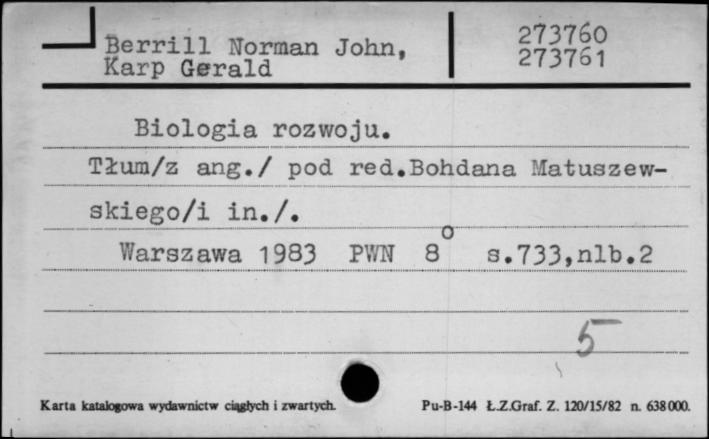 Berrill Norman John,
Karp Gerald
273760
273761
Biologia rozwoju.
Tłum/z ang./ pod red.Bohdana Matuszew-
skiego/i in./.
Warszawa 1983 PWN 8o s.733,nlb.2
5
Karta katalogowa wydawnictw ciągłych i zwartych.
Pu-B-144 Ł.Z.Graf. Z. 120/15/82 n. 638000.